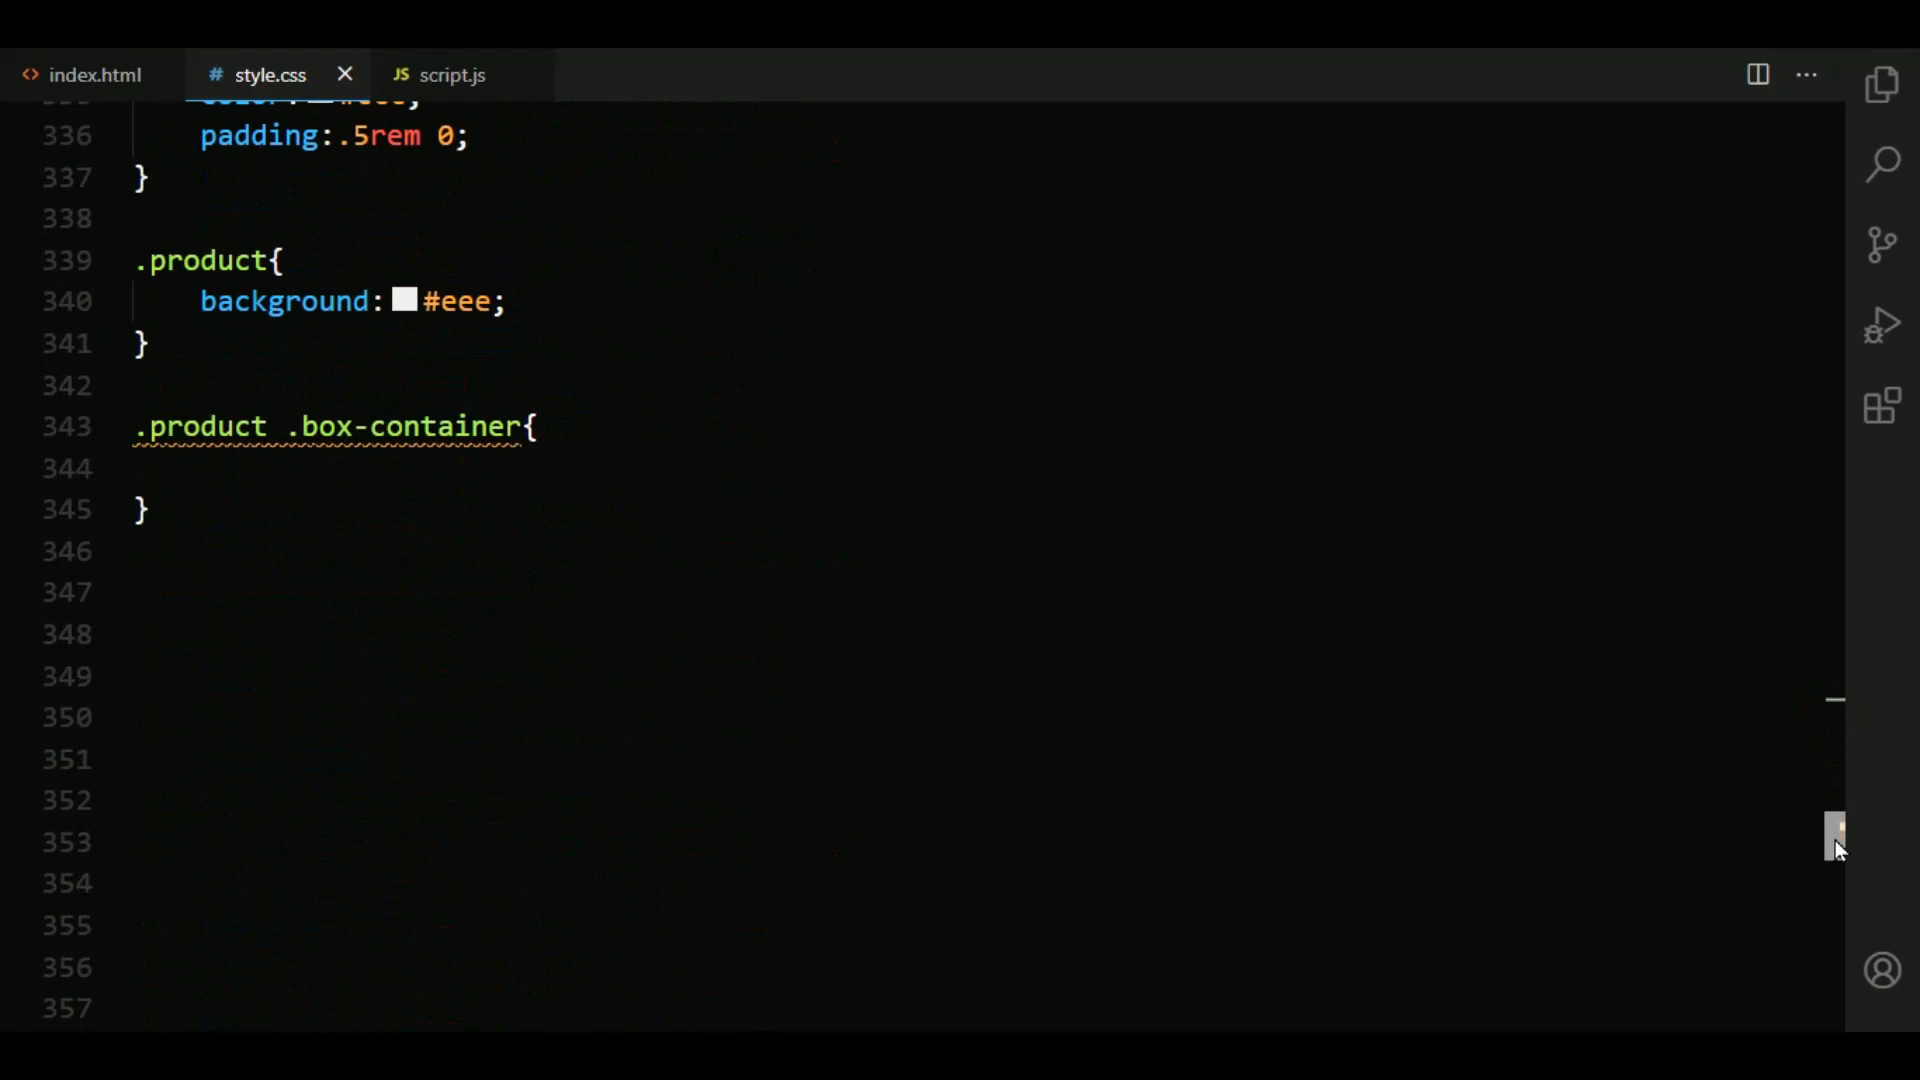 index.html
style.css
JS script.js
336 padding:.5rem 0;
337 }
338
339 .product{
340 background: #eee;
341 }
342
343 .product .box-container{
344
345 }
346
347
348
349
350
351
352
353
354
355
356
357